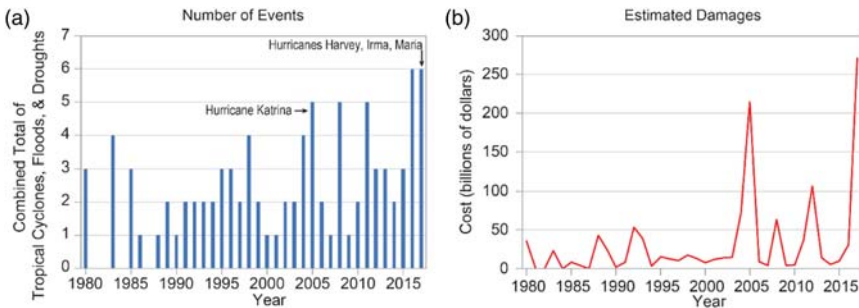 (a)
Number of Events
Combined Total of
Tropical Cyclones, Floods, & Droughts
7
6
5
4
3
2
1
0
Hurricanes Harvey, Irma, Maria
Hurricane Katrina
1980 1985 1990 1995 2000 2005 2010 2015
Year
(b)
Estimated Damages
Cost (billions of dollars)
300
250
200
150
100
50
0
1980 1985 1990 1995 2000 2005 2010 2015
Year